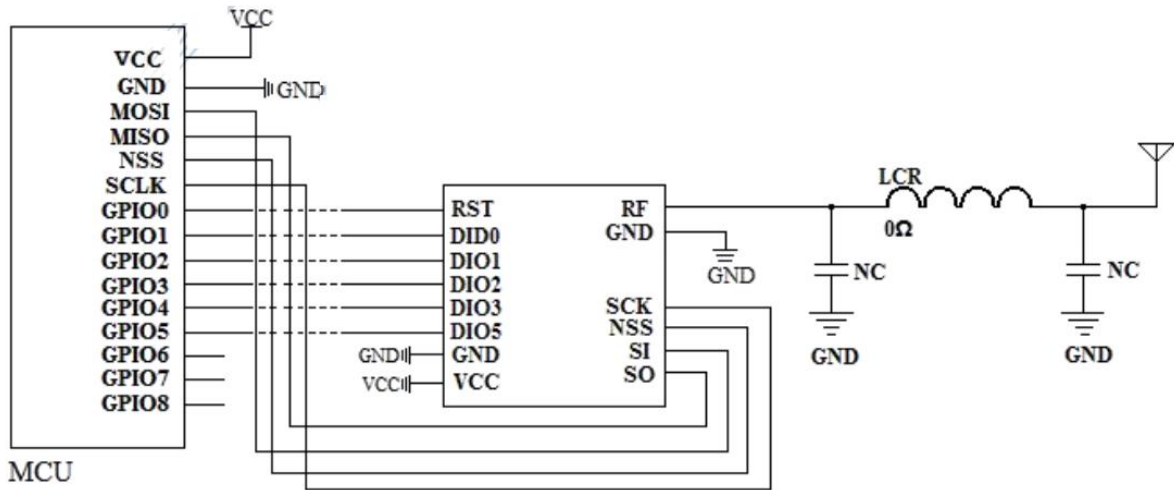 VCC
VCC
GND
GND
MOSI
MISO
NSS
SCLK
GPIO0
GPIO1
GPIO2
GPIO3
GPIO4
GPIO5
GPIO6
GPIO7
GPIO8
MCU
RST
DID0
DIO1
DIO2
DIO3
DIO5
GND
GND
VCC
VCC
RF
GND
GND
SCK
NSS
SI
SO
LCR
0Ω
NC
GND
NC
GND